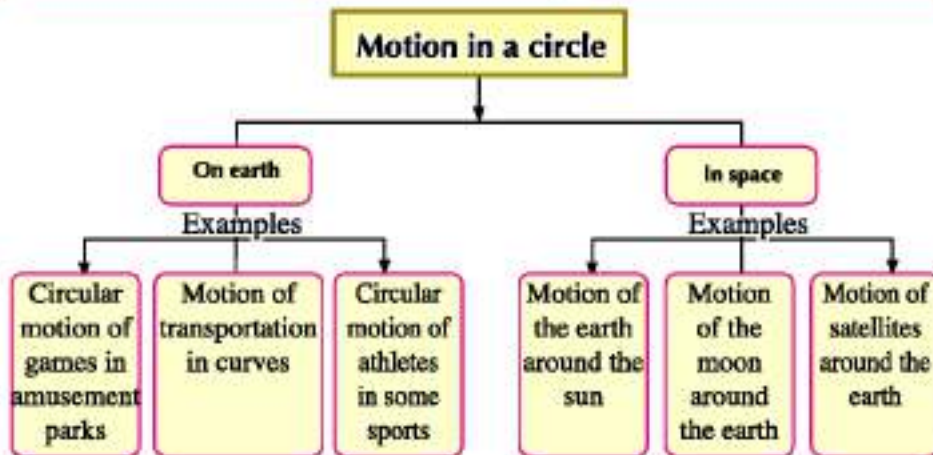 Motion in a circle
On earth
In space
Examples
Examples
Circular
motion of
games in
amusement
parks
Motion of
transportation
in curves
Circular
motion of
athletes
in some
sports
Motion of
the earth
around the
sun
Motion
of the
moon
around
the earth
Motion of
satellites
around the
earth